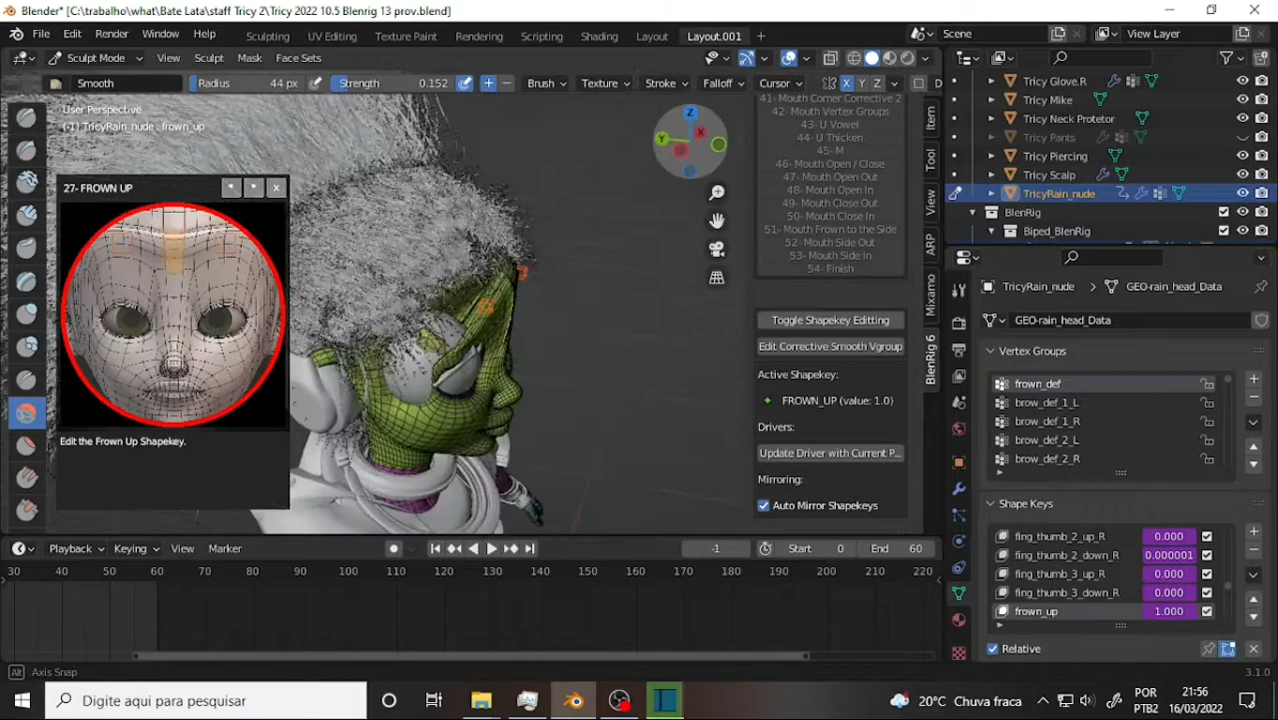 Blender* [C:\trabalho\what\Bate Lata\staff Tricy 2\Tricy 2022 10.5 Blenrig 13 prov.blend]
File Edit Render Window Help Sculpting UV Editing Texture Paint Rendering Scripting Shading Layout Layout.001 + Scene View Layer
Sculpt Mode View Sculpt Mask Face Sets
Smooth Radius 44 px Strength 0.152 Brush Texture Stroke Falloff Cursor X Y Z
User Perspective
(-1) TricyRain_nude : frown_up
27- FROWN UP
Edit the Frown Up Shapekey.
Z
X
Y
41- Mouth Corner Corrective 2
42- Mouth Vertex Groups
43- U Vowel
44- U Thicken
45- M
46- Mouth Open / Close
47- Mouth Open Out
48- Mouth Open In
49- Mouth Close Out
50- Mouth Close In
51- Mouth Frown to the Side
52- Mouth Side Out
53- Mouth Side In
54- Finish
Toggle Shapekey Editing
Edit Corrective Smooth Vgroup
Active Shapekey:
FROWN_UP (value: 1.0)
Drivers:
Update Driver with Current P...
Mirroring:
Auto Mirror Shapekeys
Item
Tool
View
ARP
Mixamo
BlenRig 6
Tricy Glove.R
Tricy Mike
Tricy Neck Protetor
Tricy Pants
Tricy Piercing
Tricy Scalp
TricyRain_nude
BlenRig
Biped_BlenRig
TricyRain_nude > GEO-rain_head_Data
GEO-rain_head_Data
Vertex Groups
frown_def
brow_def_1_L
brow_def_1_R
brow_def_2_L
brow_def_2_R
Shape Keys
fing_thumb_2_up_R 0.000
fing_thumb_2_down_R 0.000001
fing_thumb_3_up_R 0.000
fing_thumb_3_down_R 0.000
frown_up 1.000
Relative
Playback Keying View Marker -1 Start 0 End 60
30 40 50 60 70 80 90 100 110 120 130 140 150 160 170 180 190 200 210 220
Alt Axis Snap 3.1.0
Digite aqui para pesquisar
20°C Chuva fraca
POR
PTB2
21:56
16/03/2022